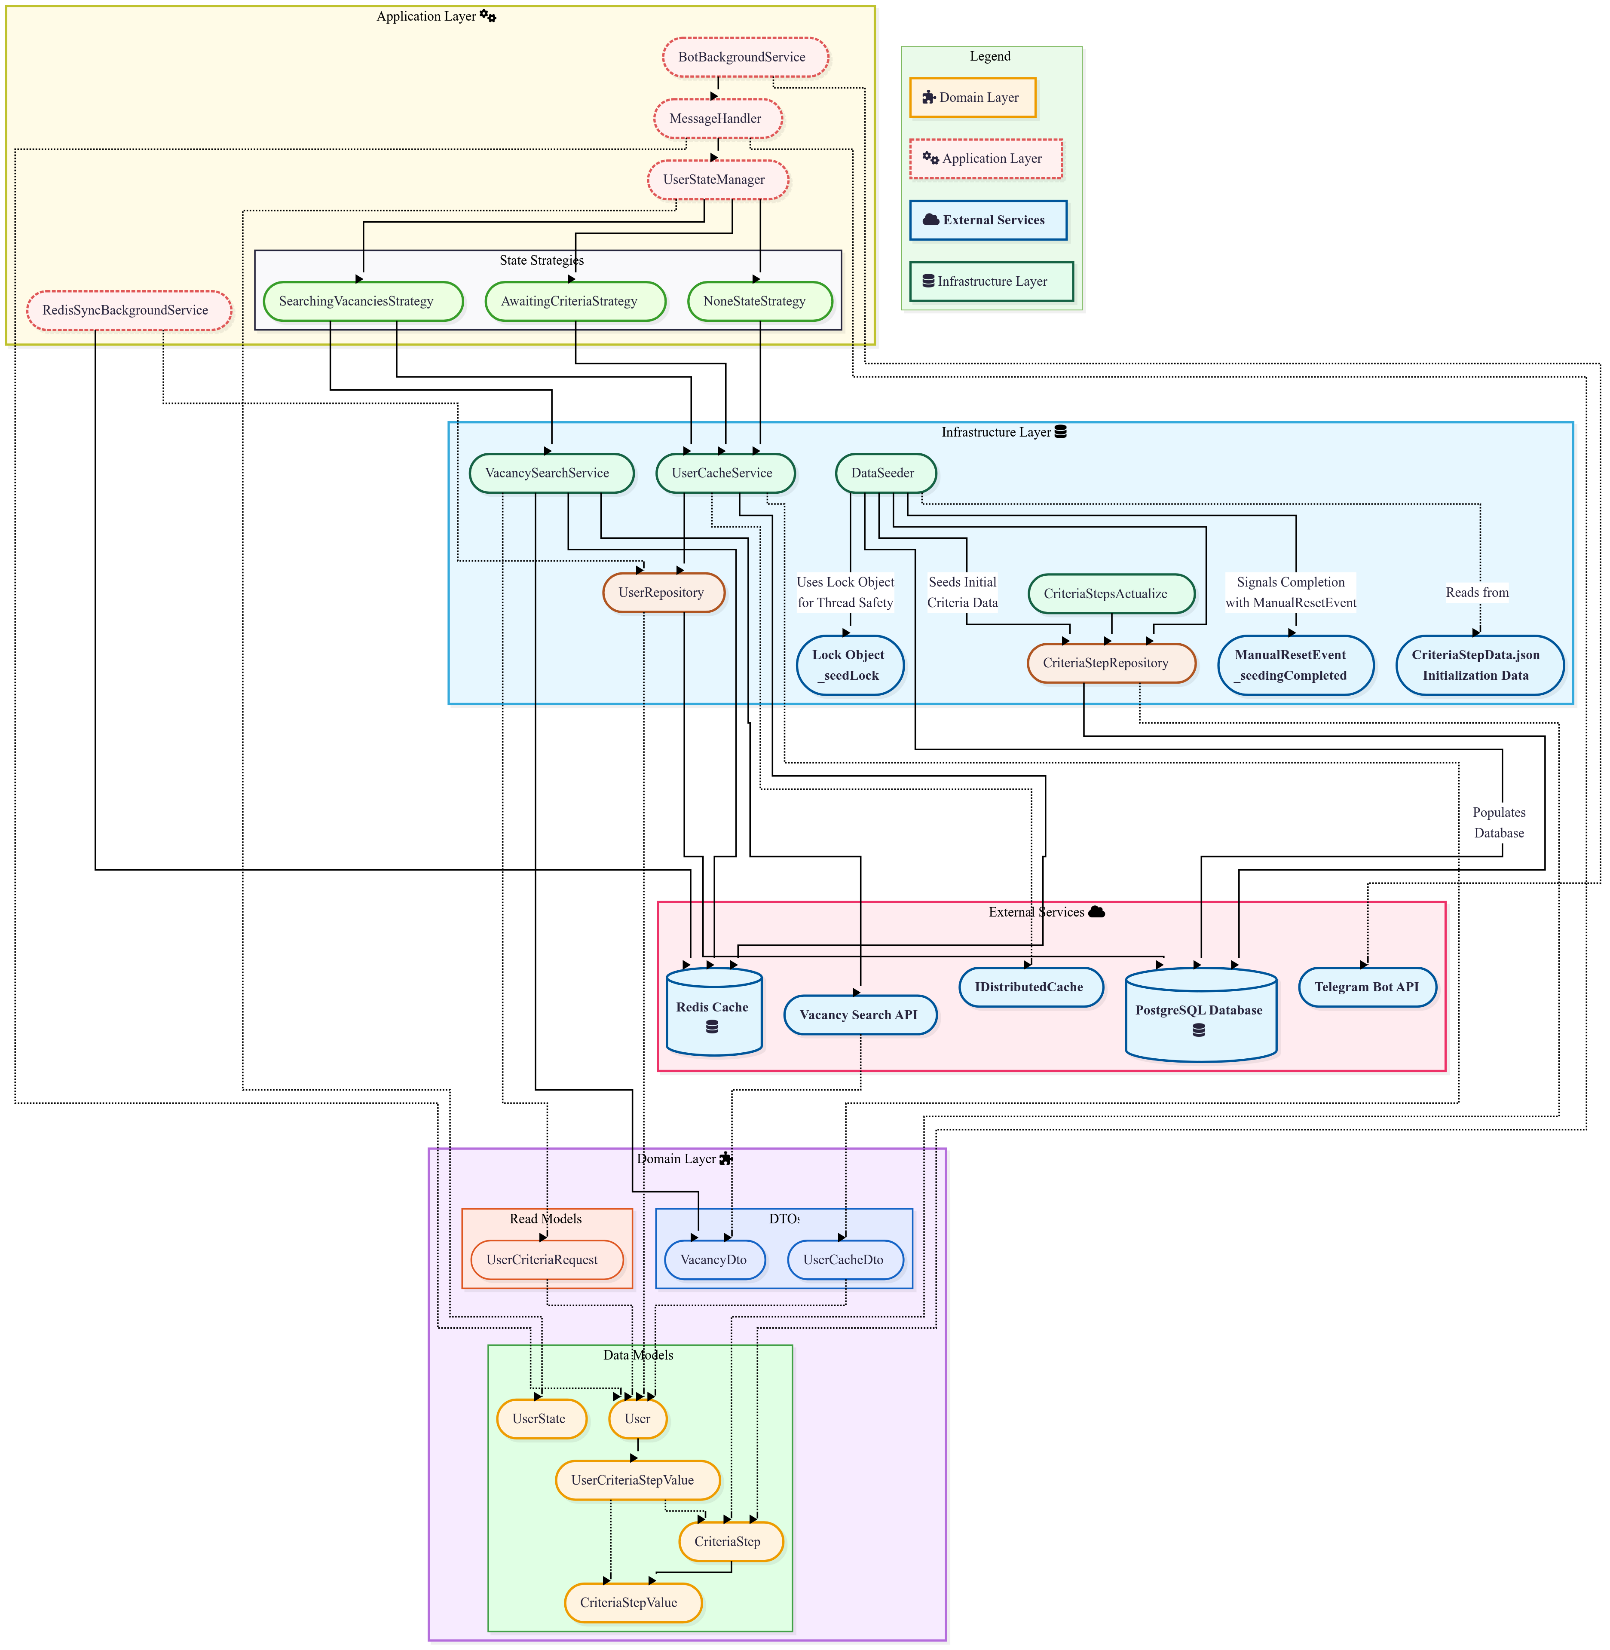 Application Layer
BotBackgroundService
MessageHandler
UserStateManager
State Strategies
SearchingVacanciesStrategy
AwaitingCriteriaStrategy
NoneStateStrategy
RedisSyncBackgroundService
Legend
Domain Layer
Application Layer
External Services
Infrastructure Layer
Infrastructure Layer
VacancySearchService
UserCacheService
DataSeeder
Uses Lock Object
for Thread Safety
Seeds Initial
Criteria Data
CriteriaStepsActualize
Signals Completion
with ManualResetEvent
Reads from
UserRepository
Lock Object
_seedLock
CriteriaStepRepository
ManualResetEvent
_seedingCompleted
CriteriaStepData.json
Initialization Data
Populates
Database
External Services
Redis Cache
Vacancy Search API
IDistributedCache
PostgreSQL Database
Telegram Bot API
Domain Layer
Read Models
UserCriteriaRequest
DTOs
VacancyDto
UserCacheDto
Data Models
UserState
User
UserCriteriaStepValue
CriteriaStep
CriteriaStepValue